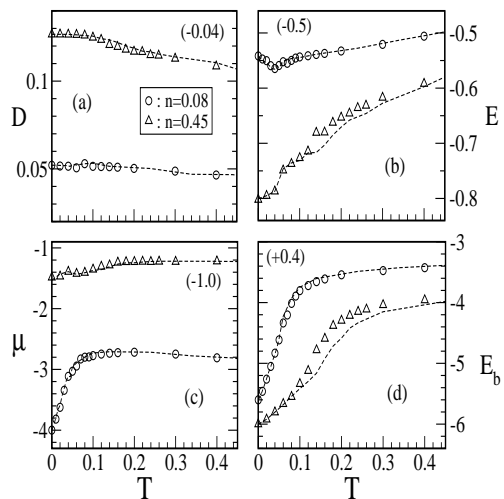 (-0.04)
0.1
(a)
D
○ : n=0.08
△ : n=0.45
0.05
(-0.5)
-0.5
-0.6
E
-0.7
(b)
-0.8
-1
(-1.0)
-2
μ
-3
(c)
-4
0 0.1 0.2 0.3 0.4
T
(+0.4)
-3
-4
-5
E_b
(d)
-6
0 0.1 0.2 0.3 0.4
T